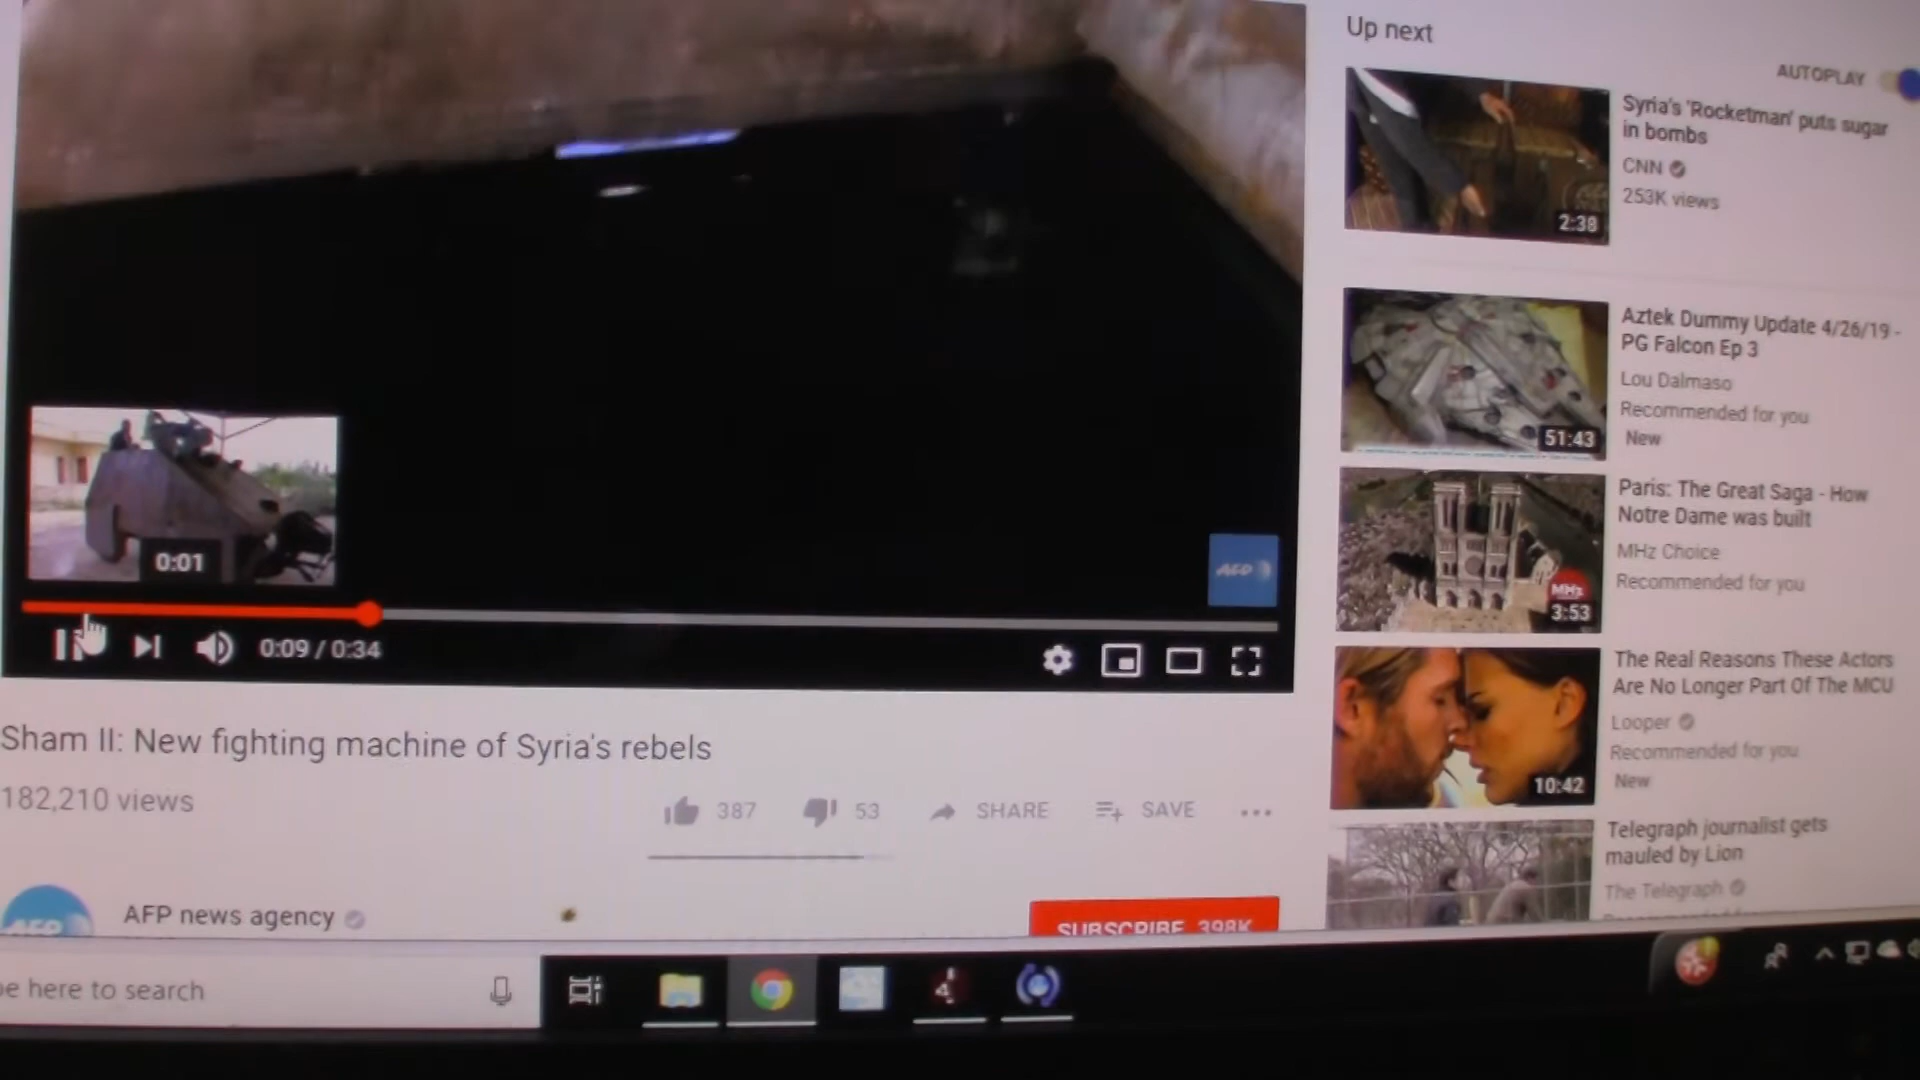 Up next
AUTOPLAY
Syria's 'Rocketman' puts sugar
in bombs
CNN
253K views
2:38
Aztek Dummy Update 4/26/19 -
PG Falcon Ep 3
Lou Dalmaso
Recommended for you
New
51:43
Paris: The Great Saga - How
Notre Dame was built
MHz Choice
Recommended for you
MHz
3:53
The Real Reasons These Actors
Are No Longer Part Of The MCU
Looper
Recommended for you
New
10:42
Telegraph journalist gets
mauled by Lion
The Telegraph
0:01
AFP
0:09 / 0:34
Sham II: New fighting machine of Syria's rebels
182,210 views
387
53
SHARE
SAVE
AFP
AFP news agency
SUBSCRIBE 398K
here to search
4